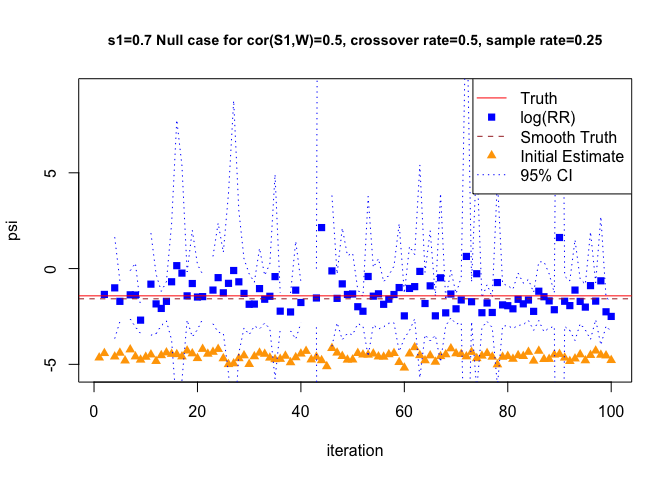 s1=0.7 Null case for cor(S1,W)=0.5, crossover rate=0.5, sample rate=0.25
Truth
log(RR)
Smooth Truth
Initial Estimate
95% CI
psi
5
0
-5
0
20
40
60
80
100
iteration